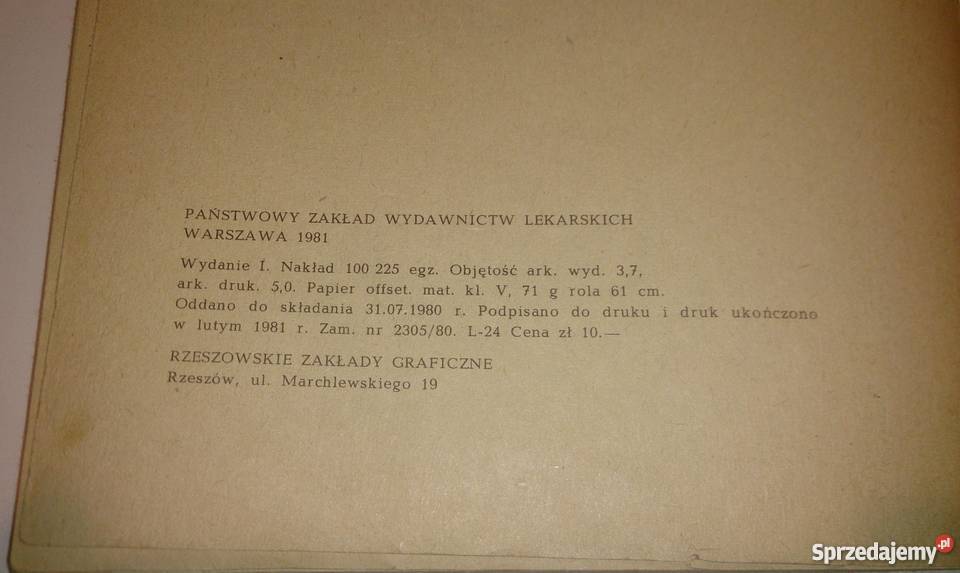 PAŃSTWOWY ZAKŁAD WYDAWNICTW LEKARSKICH
WARSZAWA 1981
Wydanie I. Nakład 100 225 egz. Objętość ark. wyd. 3,7,
ark. druk. 5,0. Papier offset. mat. kl. V, 71 g rola 61 cm.
Oddano do składania 31.07.1980 r. Podpisano do druku i druk ukończono
w lutym 1981 r. Zam. nr 2305/80. L-24 Cena zł 10.—
RZESZOWSKIE ZAKŁADY GRAFICZNE
Rzeszów, ul. Marchlewskiego 19
Sprzedajemy.pl